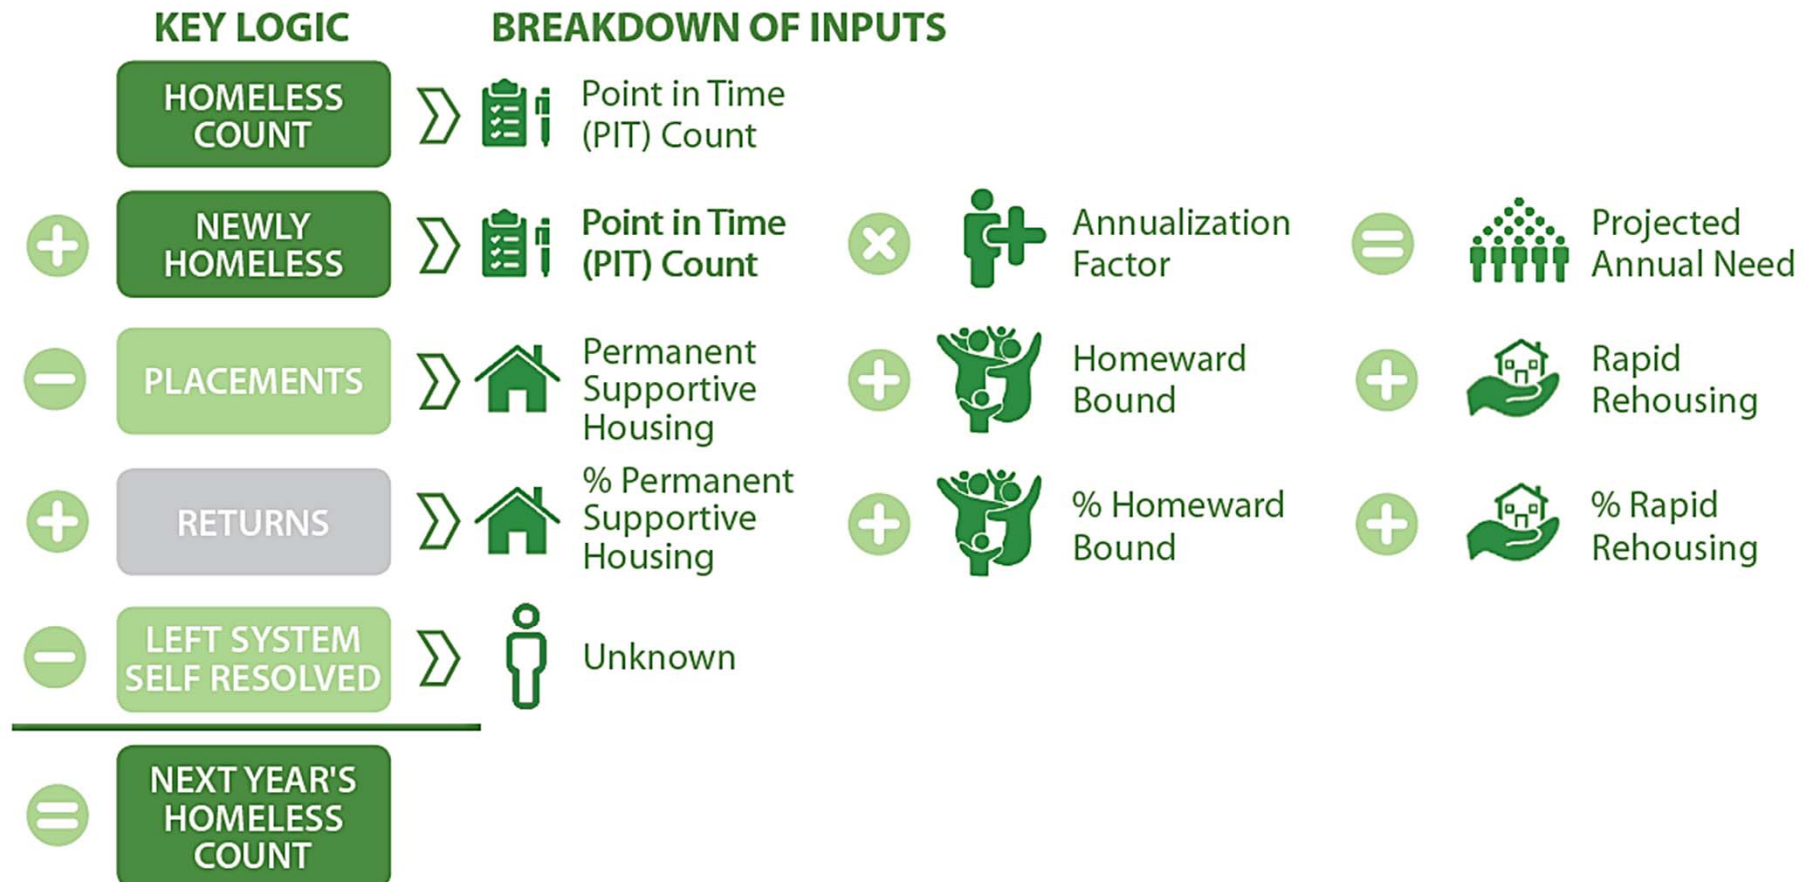 KEY LOGIC
BREAKDOWN OF INPUTS
HOMELESS
COUNT
Point in Time
(PIT) Count
NEWLY
HOMELESS
Point in Time
(PIT) Count
Annualization
Factor
Projected
Annual Need
PLACEMENTS
Permanent
Supportive
Housing
Homeward
Bound
Rapid
Rehousing
RETURNS
% Permanent
Supportive
Housing
% Homeward
Bound
% Rapid
Rehousing
LEFT SYSTEM
SELF RESOLVED
Unknown
NEXT YEAR'S
HOMELESS
COUNT